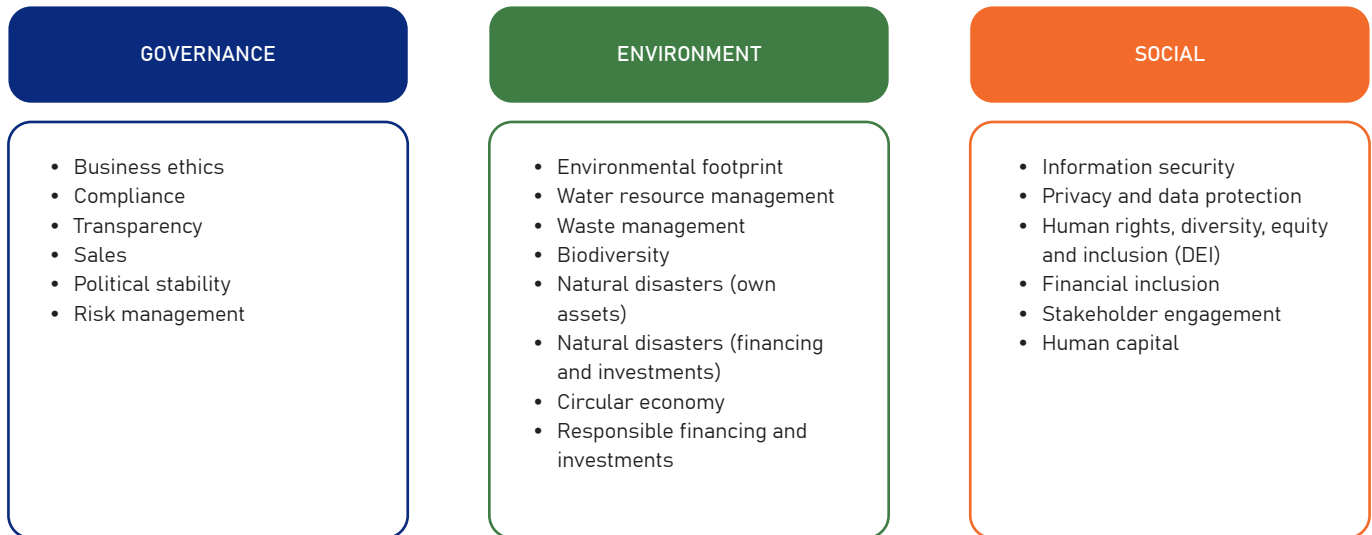 GOVERNANCE
• Business ethics
• Compliance
• Transparency
• Sales
• Political stability
• Risk management
ENVIRONMENT
• Environmental footprint
• Water resource management
• Waste management
• Biodiversity
• Natural disasters (own
assets)
• Natural disasters (financing
and investments)
• Circular economy
• Responsible financing and
investments
SOCIAL
• Information security
• Privacy and data protection
• Human rights, diversity, equity
and inclusion (DEI)
• Financial inclusion
• Stakeholder engagement
• Human capital